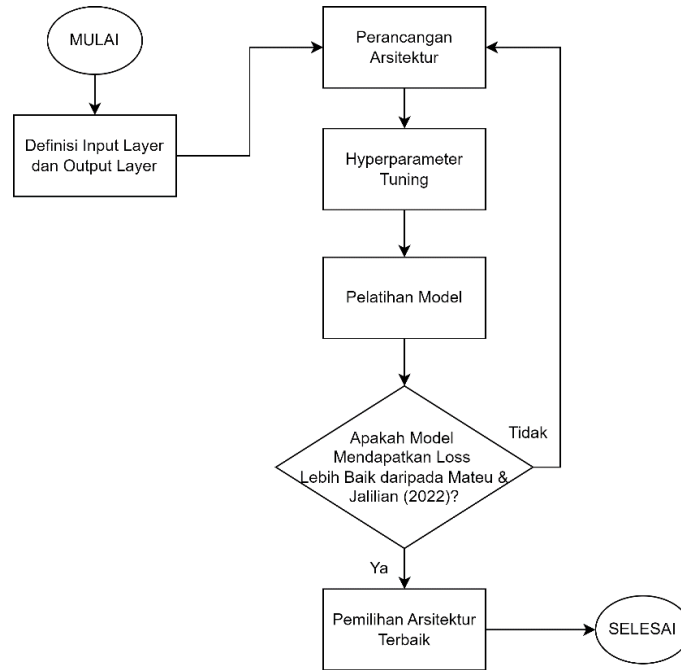 MULAI
Definisi Input Layer
dan Output Layer
Perancangan
Arsitektur
Hyperparameter
Tuning
Pelatihan Model
Apakah Model
Mendapatkan Loss
Lebih Baik daripada Mateu &
Jalilian (2022)?
Tidak
Ya
Pemilihan Arsitektur
Terbaik
SELESAI